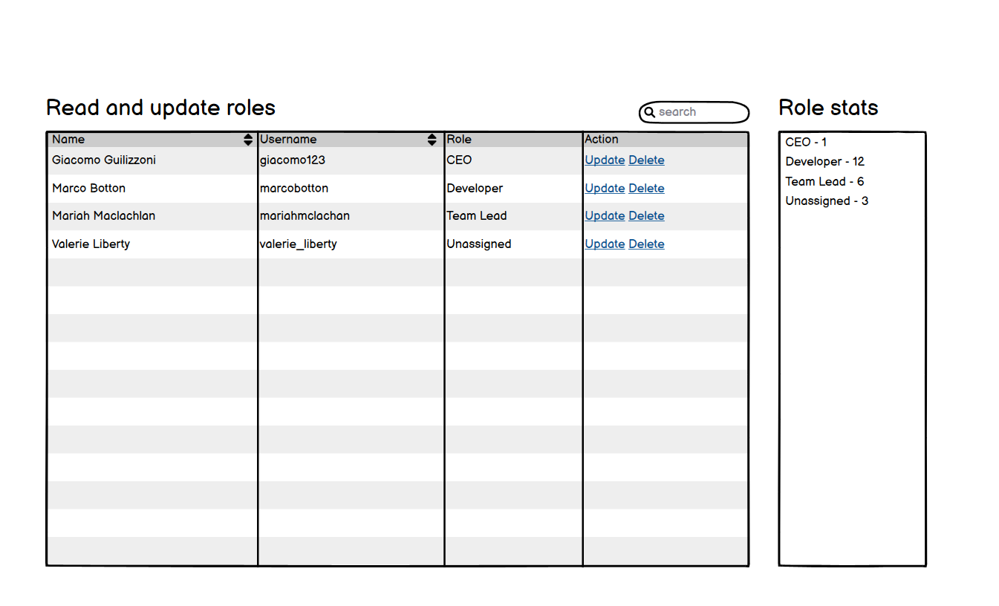 Read and update roles
search
Name Username Role Action
Giacomo Guilizzoni giacomo123 CEO Update Delete
Marco Botton marcobotton Developer Update Delete
Mariah Maclachlan mariahmclachan Team Lead Update Delete
Valerie Liberty valerie_liberty Unassigned Update Delete
Role stats
CEO - 1
Developer - 12
Team Lead - 6
Unassigned - 3